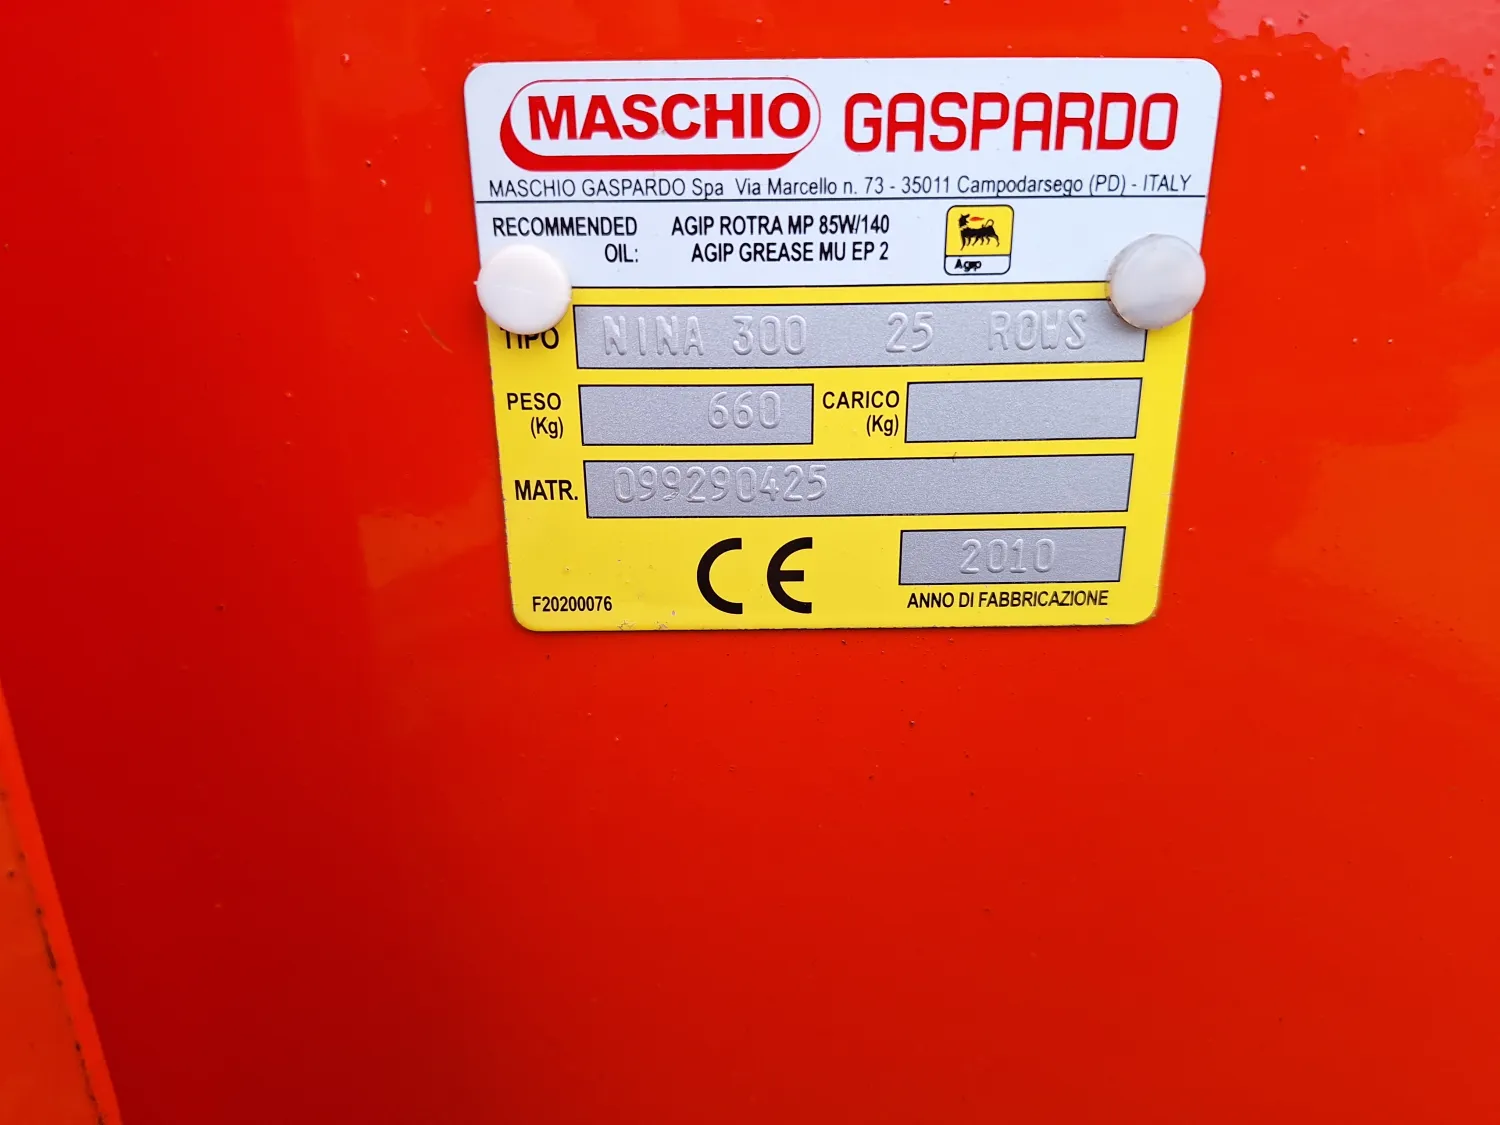 MASCHIO GASPARDO
MASCHIO GASPARDO Spa Via Marcello n. 73 - 35011 Campodarsego (PD) - ITALY
RECOMMENDED OIL: AGIP ROTRA MP 85W/140
AGIP GREASE MU EP 2
Agip
TIPO NINA 300 25 ROWS
PESO (Kg) 660 CARICO (Kg)
MATR. 099290425
CE 2010
F20200076 ANNO DI FABBRICAZIONE